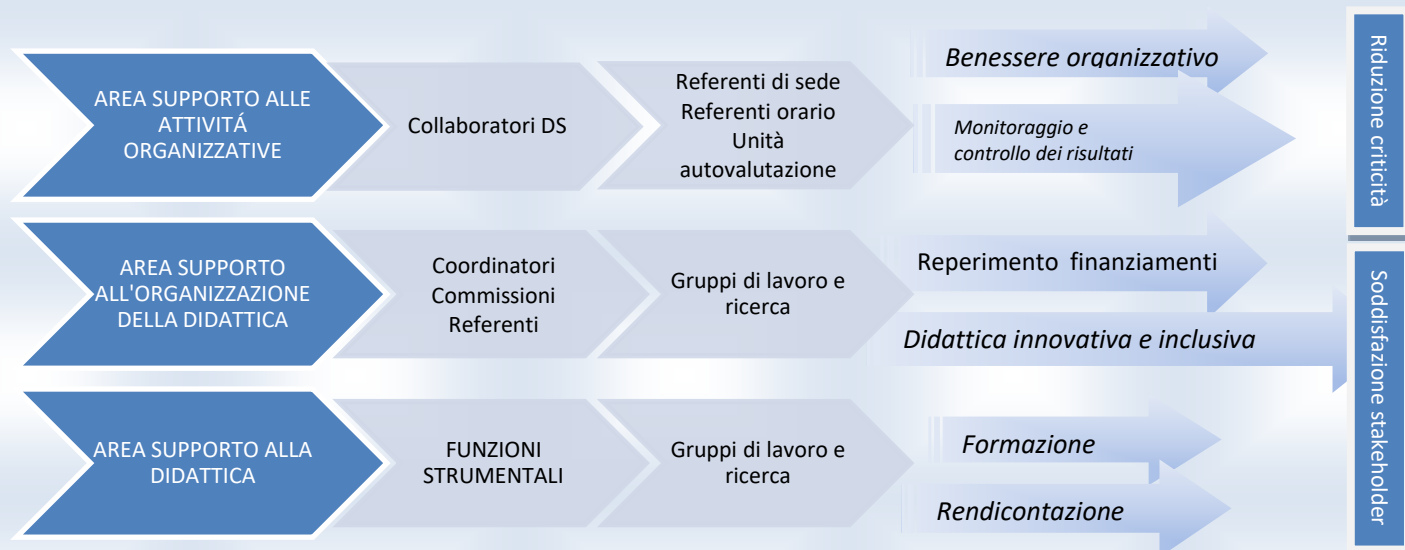 AREA SUPPORTO ALLE
ATTIVITÁ
ORGANIZZATIVE
Collaboratori DS
Referenti di sede
Referenti orario
Unità
autovalutazione
Benessere organizzativo
Monitoraggio e
controllo dei risultati
AREA SUPPORTO
ALL'ORGANIZZAZIONE
DELLA DIDATTICA
Coordinatori
Commissioni
Referenti
Gruppi di lavoro e
ricerca
Reperimento finanziamenti
Didattica innovativa e inclusiva
AREA SUPPORTO ALLA
DIDATTICA
FUNZIONI
STRUMENTALI
Gruppi di lavoro e
ricerca
Formazione
Rendicontazione
Riduzione criticità
Soddisfazione stakeholder